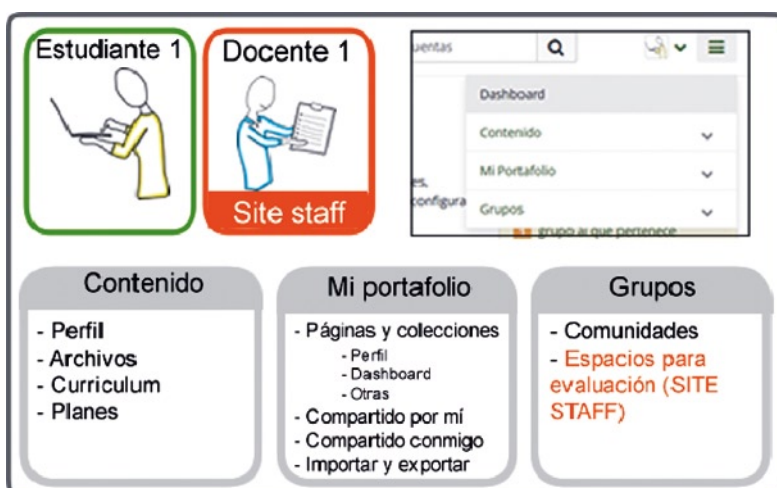 Estudiante 1
Docente 1
Site staff
uentas
Dashboard
Contenido
Mi Portafolio
Grupos
es,
configura
grupo al que pertenece
Contenido
- Perfil
- Archivos
- Curriculum
- Planes
Mi portafolio
- Páginas y colecciones
- Perfil
- Dashboard
- Otras
- Compartido por mí
- Compartido conmigo
- Importar y exportar
Grupos
- Comunidades
- Espacios para
evaluación (SITE
STAFF)